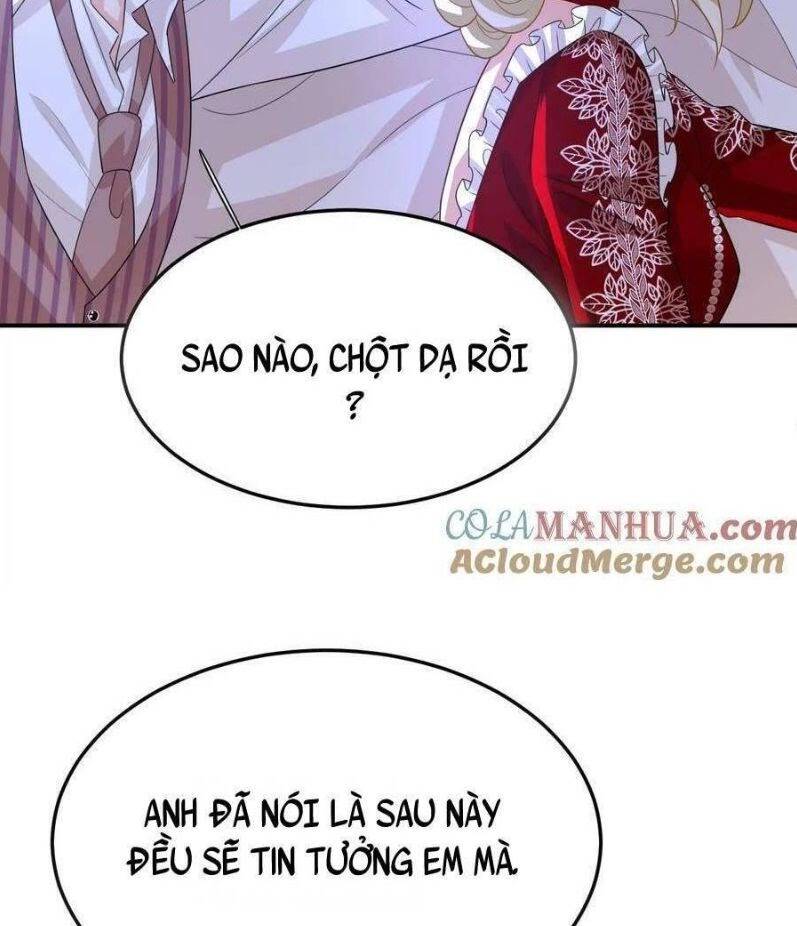 SAO NÀO, CHỘT DẠ RỒI
?
COLAMANHUA.com
AcloudMerge.com
ANH ĐÃ NÓI LÀ SAU NÀY
ĐỀU SẼ TIN TƯỞNG EM MÀ.